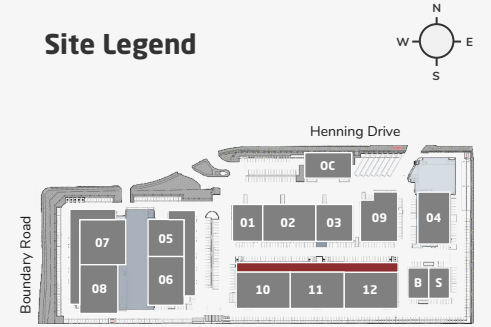 N
Site Legend
W
E
S
Henning Drive
OC
01
02
03
09
04
07
05
06
08
10
11
12
B
S
Boundary Road